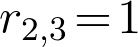 r_{2,3} = 1